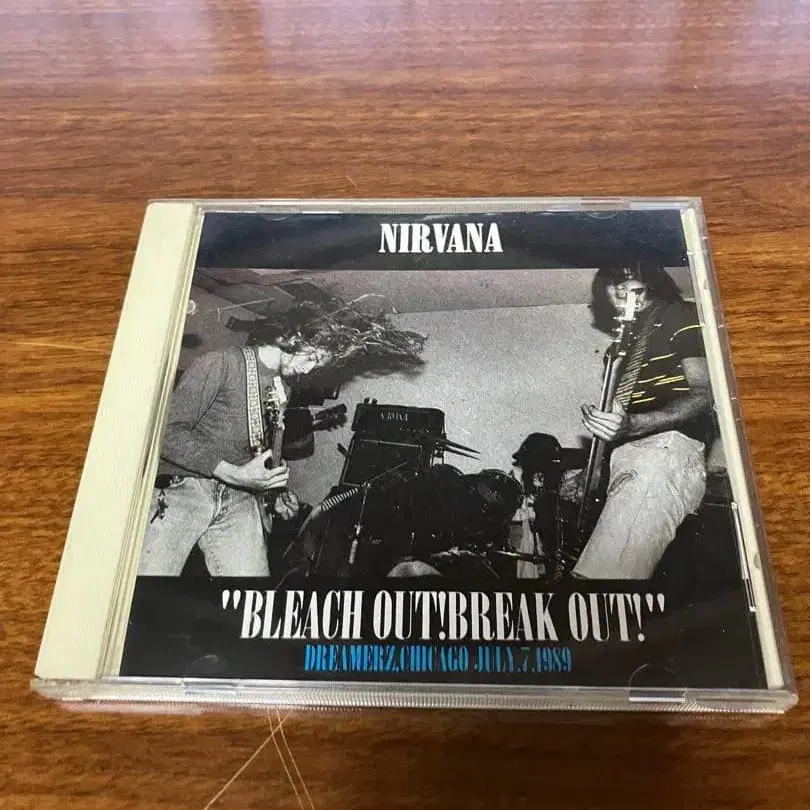 NIRVANA
"BLEACH OUT!BREAK OUT!"
DREAMERZ,CHICAGO JULY.7.1989